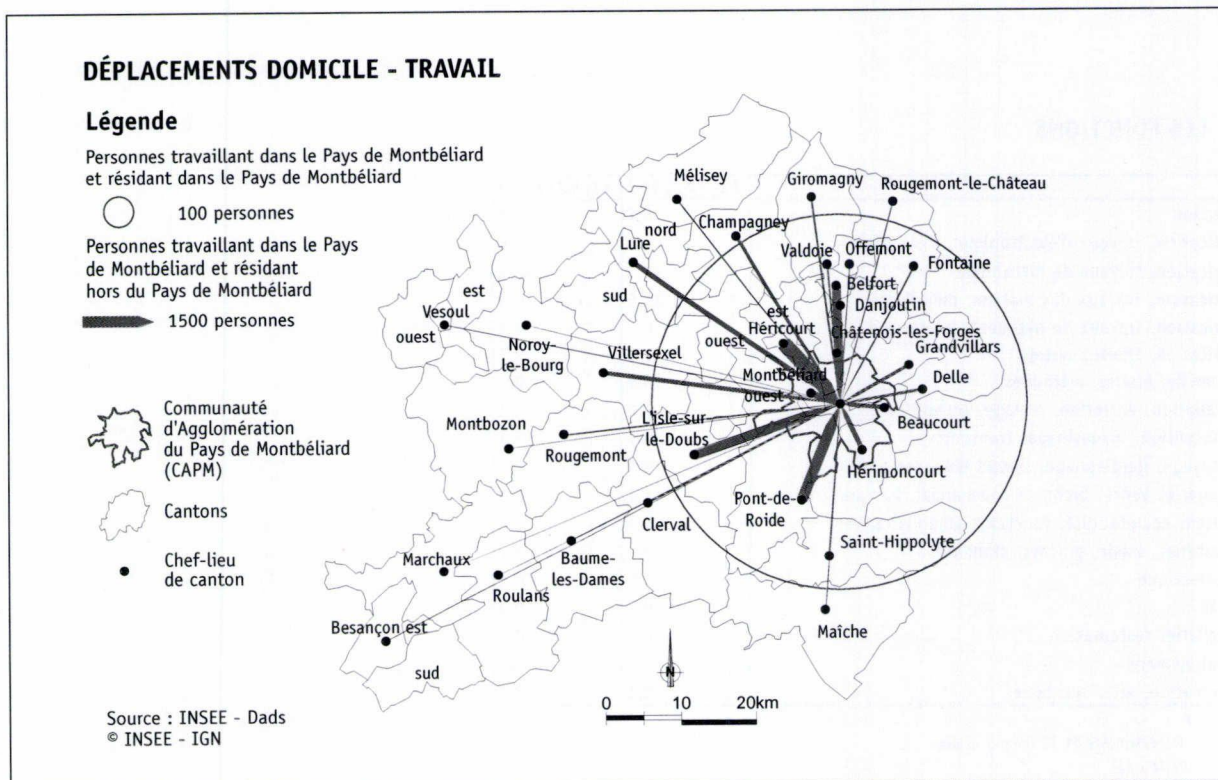 DÉPLACEMENTS DOMICILE - TRAVAIL
Légende
Personnes travaillant dans le Pays de Montbéliard
et résidant dans le Pays de Montbéliard
100 personnes
Personnes travaillant dans le Pays
de Montbéliard et résidant
hors du Pays de Montbéliard
1500 personnes
Communauté
d'Agglomération
du Pays de Montbéliard
(CAPM)
Cantons
Chef-lieu
de canton
Mélisey
Giromagny
Rougemont-le-Château
nord
Champagney
Lure
Valdoie
Offemont
Fontaine
Belfort
est
Vesoul
ouest
sud
est
Danjoutin
ouest
Héricourt
Châtenois-les-Forges
Noroy-
le-Bourg
Villersexel
Grandvillars
Montbéliard
ouest
Delle
Montbozon
L'isle-sur-
le-Doubs
Beaucourt
Rougemont
Hérimoncourt
Pont-de-
Roide
Clerval
Saint-Hippolyte
Marchaux
Baume-
les-Dames
Roulans
Besançon est
Maîche
sud
N
0 10 20km
Source : INSEE - Dads
© INSEE - IGN